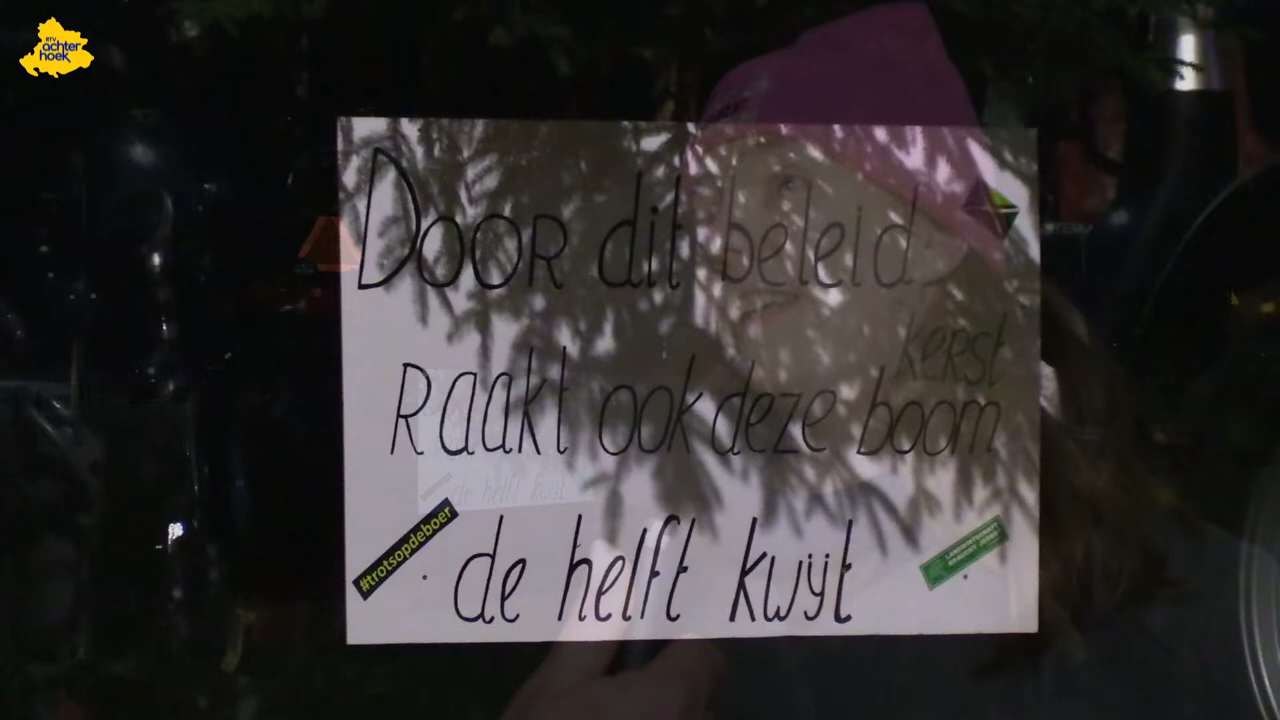 RTV
achter
hoek
DOOR dit beleid
kerst
Raakt ook deze boom
de helft kwijt
de helft kwijt
#trotsopdeboer